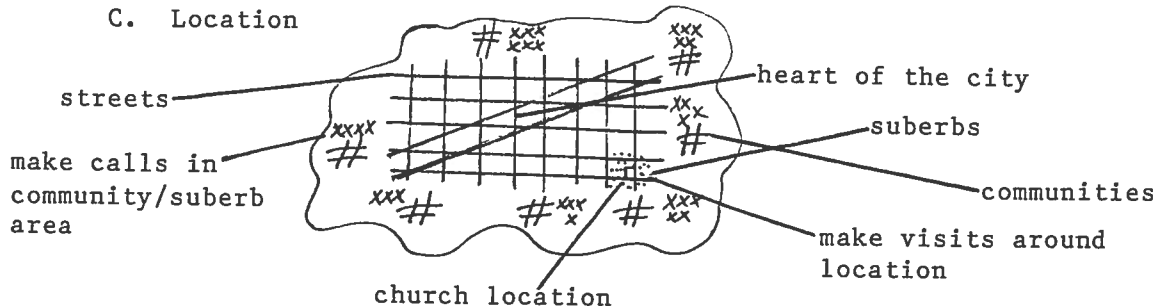 C. Location
streets
heart of the city
suberbs
make calls in
community/suberb
area
communities
make visits around
location
church location